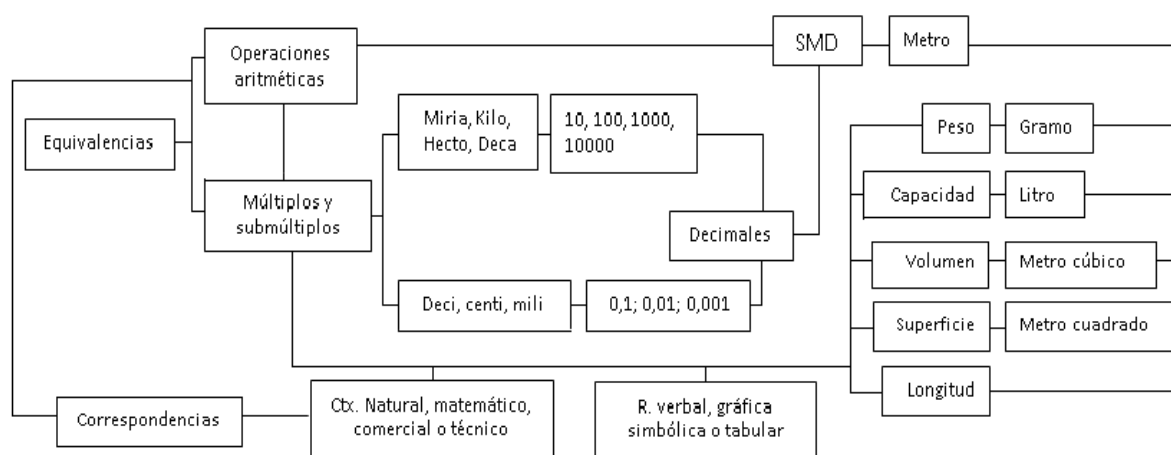 Operaciones
aritméticas
SMD
Metro
Equivalencias
Miria, Kilo,
Hecto, Deca
10, 100, 1000,
10000
Peso
Gramo
Múltiplos y
submúltiplos
Capacidad
Litro
Decimales
Volumen
Metro cúbico
Deci, centi, mili
0,1; 0,01; 0,001
Superficie
Metro cuadrado
Longitud
Correspondencias
Ctx. Natural, matemático,
comercial o técnico
R. verbal, gráfica
simbólica o tabular